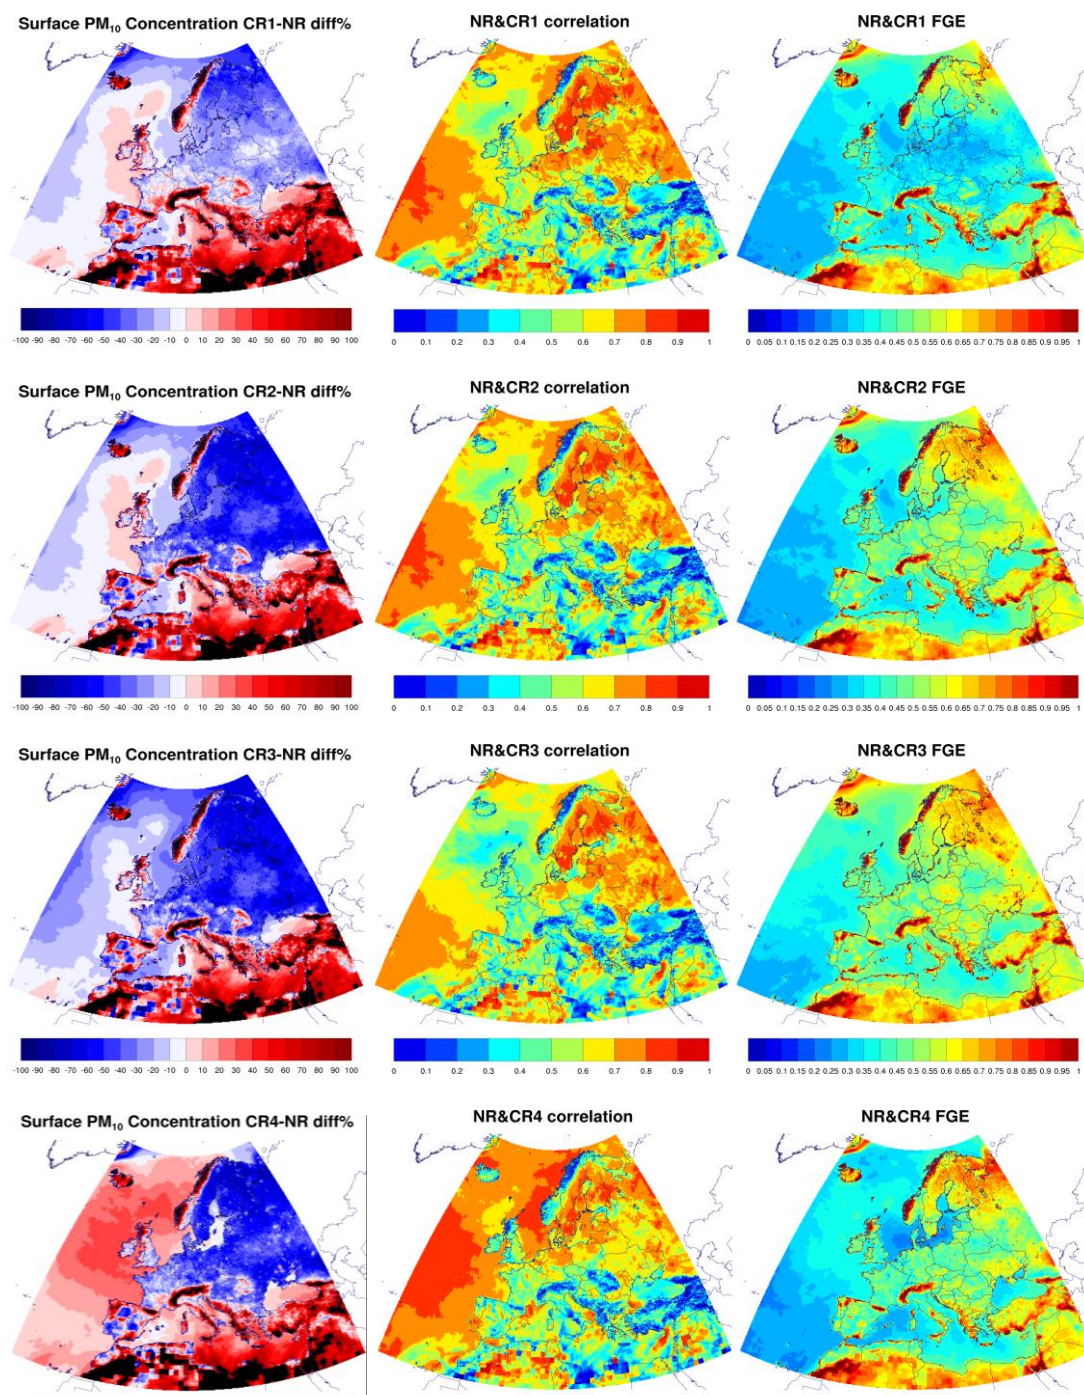 Surface PM₁₀ Concentration CR1-NR diff%
NR&CR1 correlation
NR&CR1 FGE
-100 -90 -80 -70 -60 -50 -40 -30 -20 -10 0 10 20 30 40 50 60 70 80 90 100
0 0.1 0.2 0.3 0.4 0.5 0.6 0.7 0.8 0.9 1
0 0.05 0.1 0.15 0.2 0.25 0.3 0.35 0.4 0.45 0.5 0.55 0.6 0.65 0.7 0.75 0.8 0.85 0.9 0.95 1
Surface PM₁₀ Concentration CR2-NR diff%
NR&CR2 correlation
NR&CR2 FGE
-100 -90 -80 -70 -60 -50 -40 -30 -20 -10 0 10 20 30 40 50 60 70 80 90 100
0 0.1 0.2 0.3 0.4 0.5 0.6 0.7 0.8 0.9 1
0 0.05 0.1 0.15 0.2 0.25 0.3 0.35 0.4 0.45 0.5 0.55 0.6 0.65 0.7 0.75 0.8 0.85 0.9 0.95 1
Surface PM₁₀ Concentration CR3-NR diff%
NR&CR3 correlation
NR&CR3 FGE
-100 -90 -80 -70 -60 -50 -40 -30 -20 -10 0 10 20 30 40 50 60 70 80 90 100
0 0.1 0.2 0.3 0.4 0.5 0.6 0.7 0.8 0.9 1
0 0.05 0.1 0.15 0.2 0.25 0.3 0.35 0.4 0.45 0.5 0.55 0.6 0.65 0.7 0.75 0.8 0.85 0.9 0.95 1
Surface PM₁₀ Concentration CR4-NR diff%
NR&CR4 correlation
NR&CR4 FGE